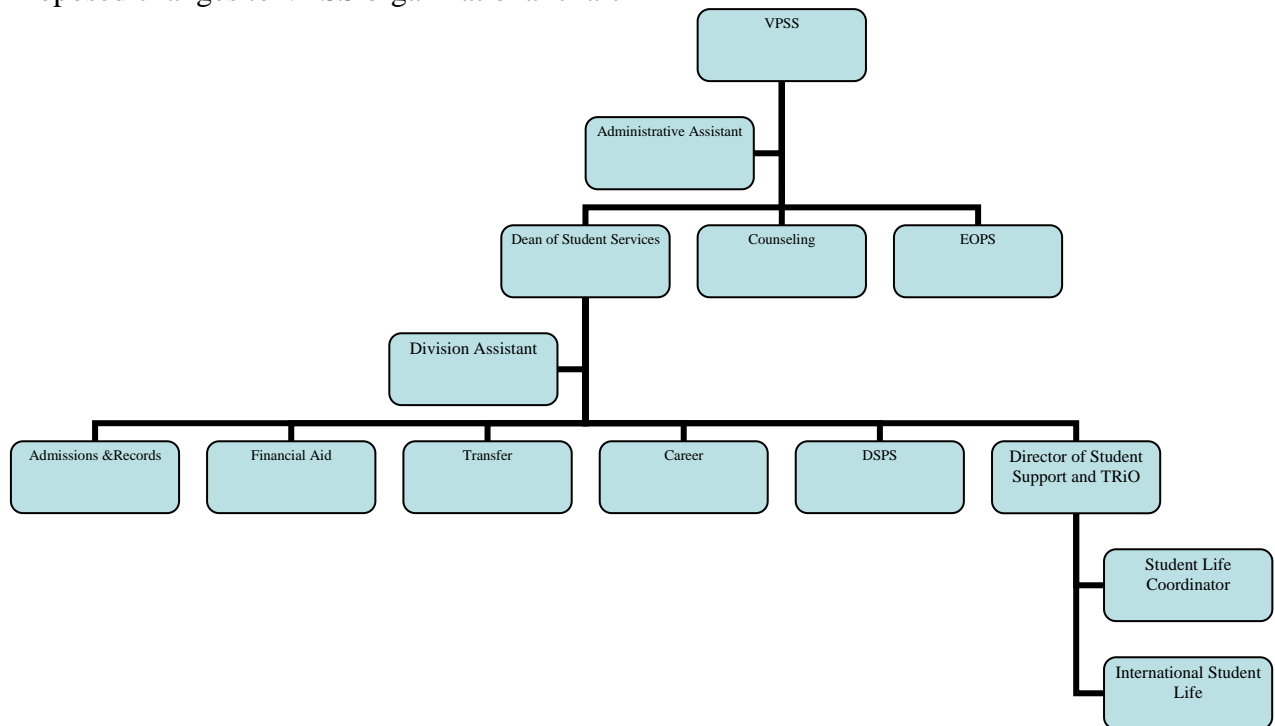 VPSS
Administrative Assistant
Dean of Student Services
Counseling
EOPS
Division Assistant
Admissions &Records
Financial Aid
Transfer
Career
DSPS
Director of Student
Support and TRiO
Student Life
Coordinator
International Student
Life